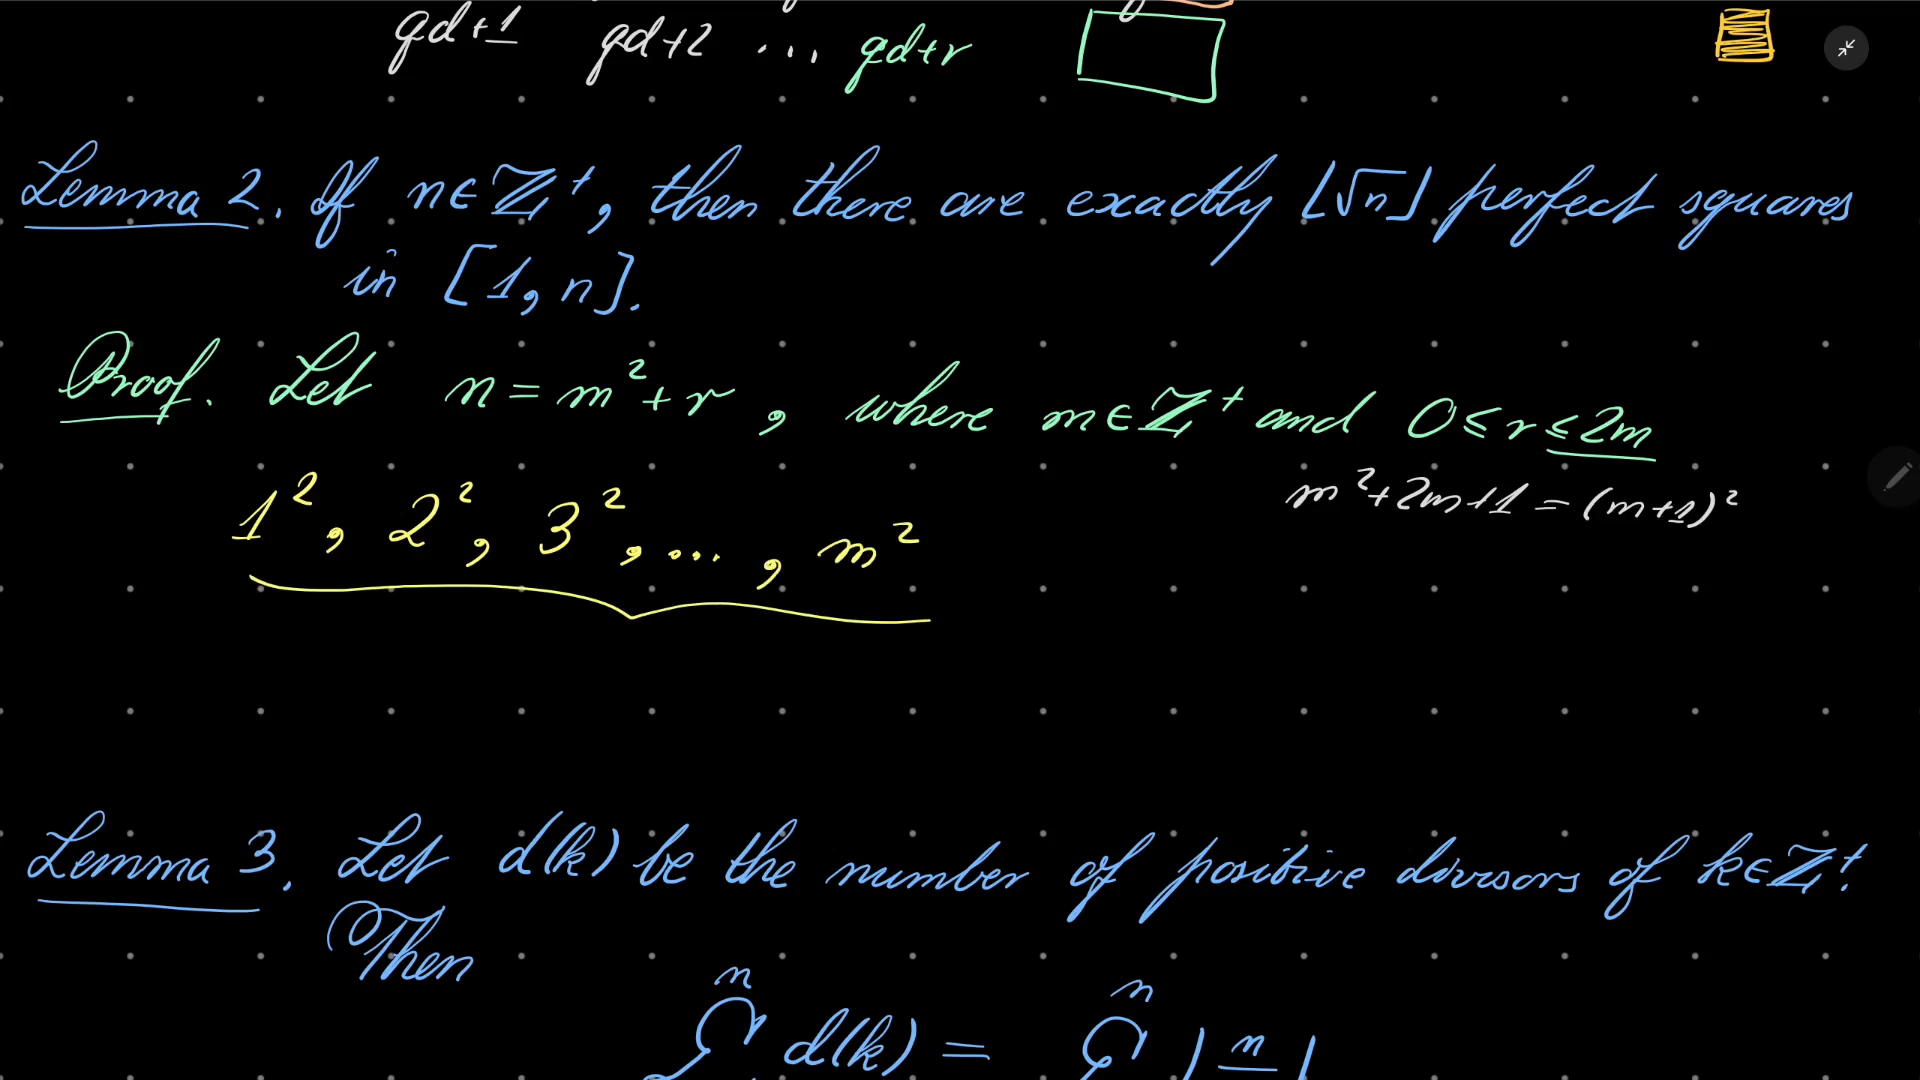 qd+1 qd+2 ... qd+r
Lemma 2. If n∈ℤ⁺, then there are exactly ⌊√n⌋ perfect squares
in [1, n].
Proof. Let n = m² + r, where m∈ℤ⁺ and 0≤r≤2m
m²+2m+1 = (m+1)²
1², 2², 3², ..., m²
Lemma 3. Let d(k) be the number of positive divisors of k∈ℤ⁺.
Then
n n
∑ d(k) = ∑ ⌊n